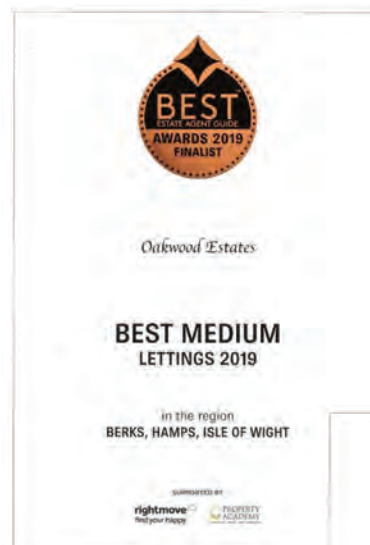 BEST
ESTATE AGENT GUIDE
AWARDS 2019
FINALIST
Oakwood Estates
BEST MEDIUM
LETTINGS 2019
in the region
BERKS, HAMPS, ISLE OF WIGHT
SUPPORTED BY
rightmove
find your happy
PROPERTY
ACADEMY